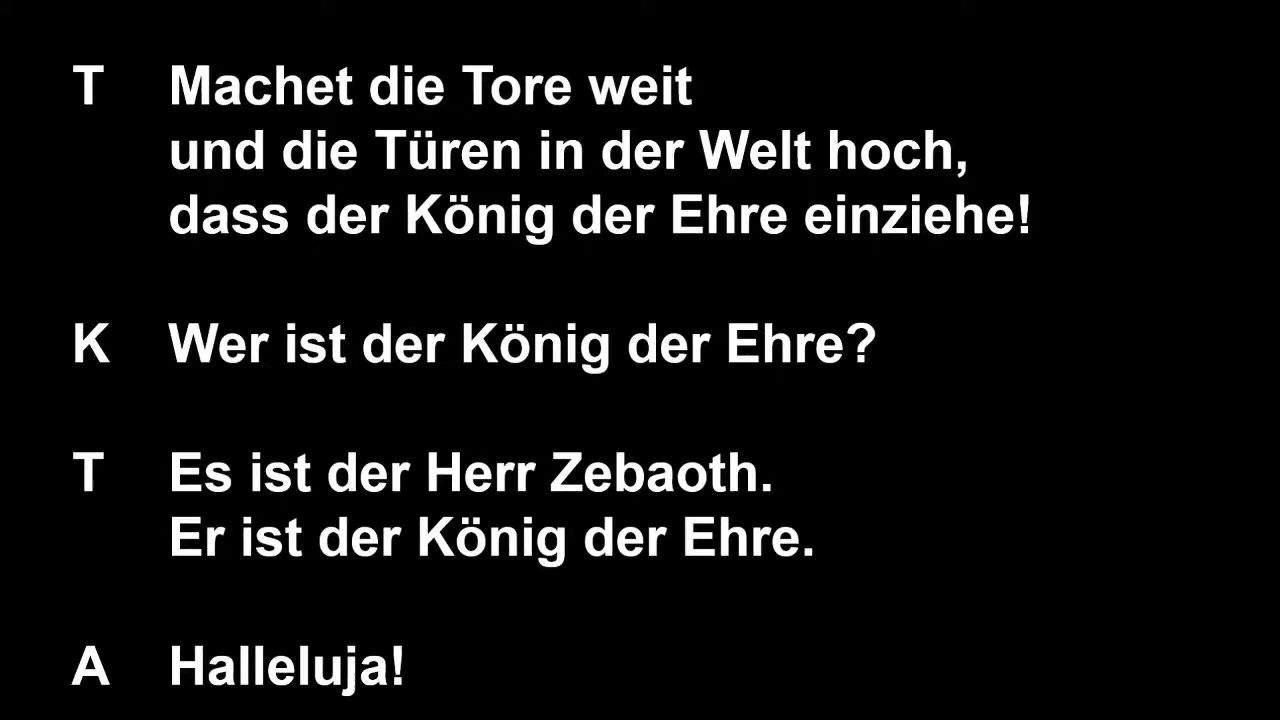 T Machet die Tore weit
und die Türen in der Welt hoch,
dass der König der Ehre einziehe!
K Wer ist der König der Ehre?
T Es ist der Herr Zebaoth.
Er ist der König der Ehre.
A Halleluja!